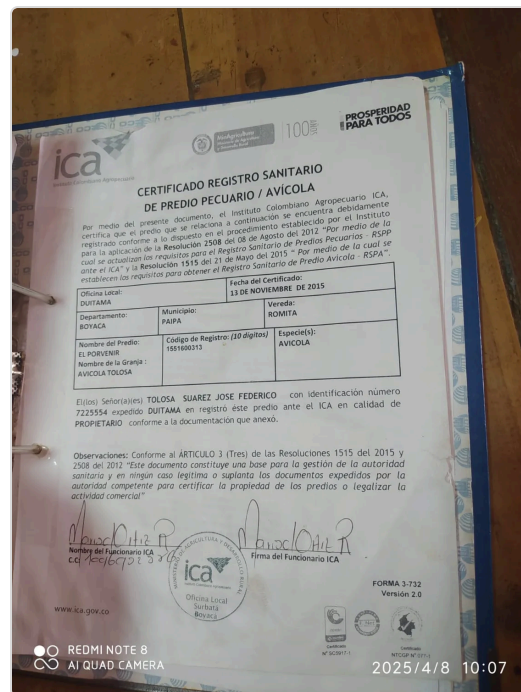 ica
Instituto Colombiano Agropecuario
MinAgricultura
100 AÑOS
PROSPERIDAD
PARA TODOS
CERTIFICADO REGISTRO SANITARIO
DE PREDIO PECUARIO / AVÍCOLA
Por medio del presente documento, el Instituto Colombiano Agropecuario ICA,
certifica que el predio que se relaciona a continuación se encuentra debidamente
registrado conforme a lo dispuesto en el procedimiento establecido por el Instituto
para la aplicación de la Resolución 2508 del 08 de Agosto del 2012 "Por medio de la
cual se actualizan los requisitos para el Registro Sanitario de Predios Pecuarios - RSPP
ante el ICA" y la Resolución 1515 del 21 de Mayo del 2015 " Por medio de la cual se
establecen los requisitos para obtener el Registro Sanitario de Predio Avícola - RSPA".
Oficina Local:
DUITAMA
Fecha del Certificado:
13 DE NOVIEMBRE DE 2015
Departamento:
BOYACA
Municipio:
PAIPA
Vereda:
ROMITA
Nombre del Predio:
EL PORVENIR
Nombre de la Granja :
AVICOLA TOLOSA
Código de Registro: (10 dígitos)
1551600313
Especie(s):
AVICOLA
El(los) Señor(a)(es) TOLOSA SUAREZ JOSE FEDERICO con identificación número
7225554 expedido DUITAMA en registró éste predio ante el ICA en calidad de
PROPIETARIO conforme a la documentación que anexó.
Observaciones: Conforme al ÁRTICULO 3 (Tres) de las Resoluciones 1515 del 2015 y
2508 del 2012 "Este documento constituye una base para la gestión de la autoridad
sanitaria y en ningún caso legitima o suplanta los documentos expedidos por la
autoridad competente para certificar la propiedad de los predios o legalizar la
actividad comercial"
Nombre del Funcionario ICA
Firma del Funcionario ICA
MINISTERIO DE AGRICULTURA Y DESARROLLO RURAL
ica
Oficina Local
Surbatá
Boyacá
FORMA 3-732
Versión 2.0
www.ica.gov.co
REDMI NOTE 8
AI QUAD CAMERA
2025/4/8 10:07